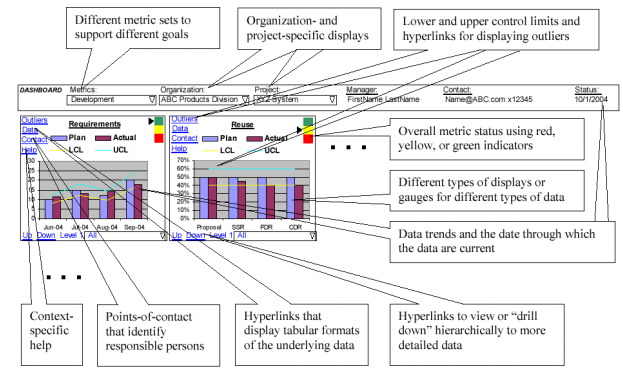 Different metric sets to
support different goals
Organization- and
project-specific displays
Lower and upper control limits and
hyperlinks for displaying outliers
DASHBOARD Metrics: Organization: Project: Manager: Contact: Status:
Development ABC Products Division XYZ System FirstName LastName Name@ABC.com x12345 10/1/2004
Outliers
Data
Contact
Help
Requirements
Plan Actual
LCL UCL
30
25
20
15
10
5
0
Jun-04 Jul-04 Aug-04 Sep-04
Up Down Level 1 All
Outliers
Data
Contact
Help
Reuse
Plan Actual
LCL UCL
70%
60%
50%
40%
30%
20%
10%
0%
Proposal SSR PDR CDR
Up Down Level 1 All
Overall metric status using red,
yellow, or green indicators
Different types of displays or
gauges for different types of data
Data trends and the date through which
the data are current
Context-
specific
help
Points-of-contact
that identify
responsible persons
Hyperlinks that
display tabular formats
of the underlying data
Hyperlinks to view or “drill
down” hierarchically to more
detailed data